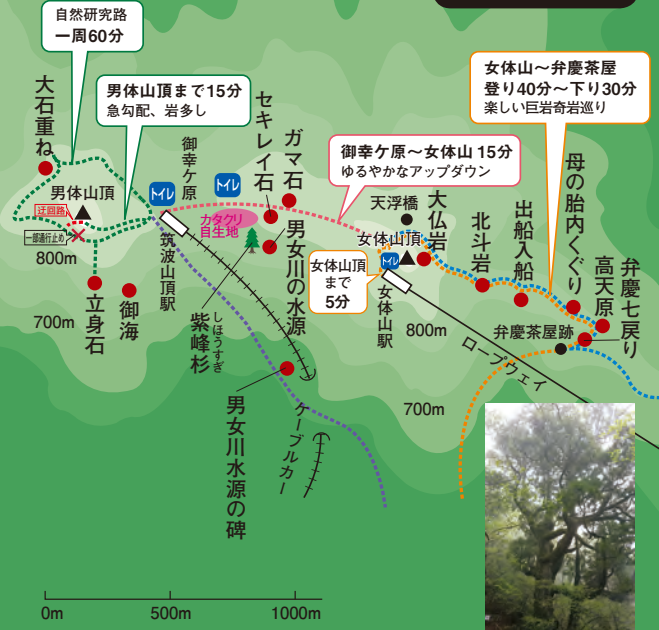 自然研究路
一周60分
男体山頂まで15分
急勾配、岩多し
女体山～弁慶茶屋
登り40分～下り30分
楽しい巨岩奇岩巡り
御幸ケ原～女体山 15分
ゆるやかなアップダウン
女体山頂
まで
5分
大石重ね
男体山頂
迂回路
一部通行止め
800m
700m
立身石
御海
トイレ
御幸ケ原
トイレ
カタクリ
自生地
セキレイ石
ガマ石
筑波山頂駅
紫峰杉
しほうすぎ
男女川の水源
男女川水源の碑
ケーブルカー
天浮橋
女体山頂
トイレ
女体山駅
大仏岩
北斗岩
出船入船
母の胎内くぐり
高天原
弁慶七戻り
弁慶茶屋跡
800m
ロープウェイ
700m
0m
500m
1000m